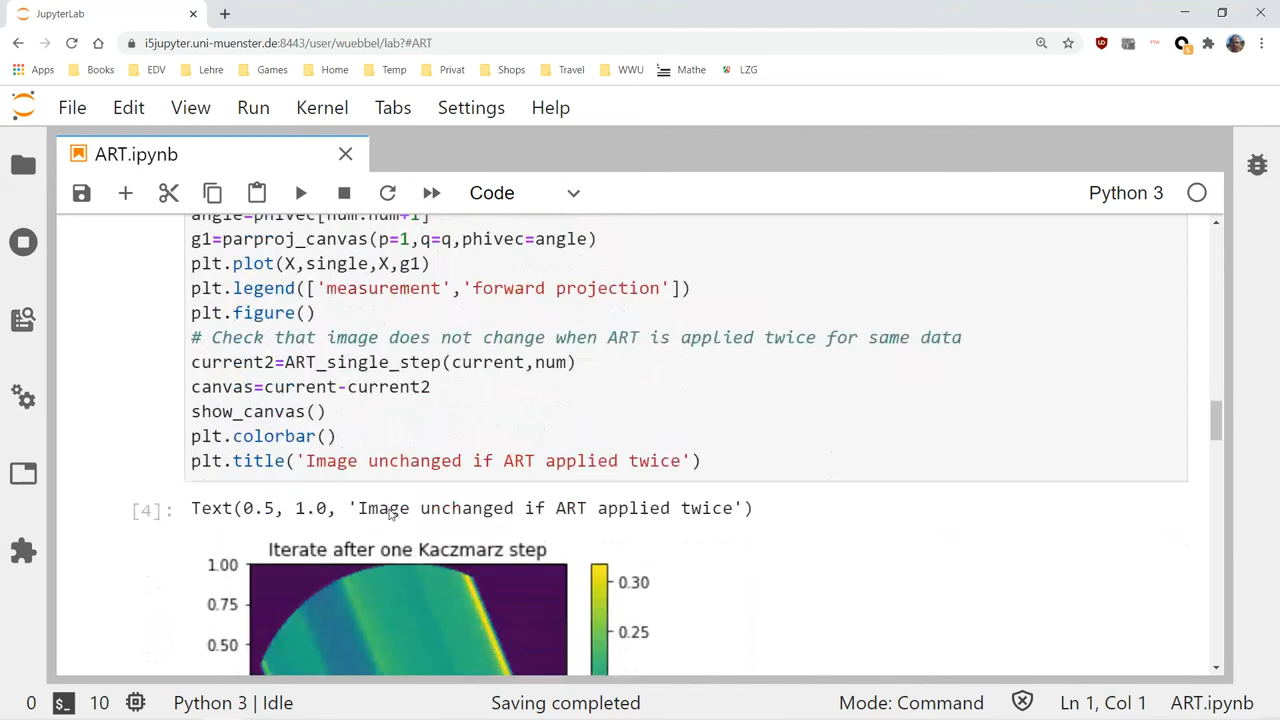 JupyterLab
i5jupyter.uni-muenster.de:8443/user/wuebbel/lab?#ART
Apps Books EDV Lehre Games Home Temp Privat Shops Travel WWU Mathe LZG
File Edit View Run Kernel Tabs Settings Help
ART.ipynb
Code Python 3
angle=phivec[num:num+1]
g1=parproj_canvas(p=1,q=q,phivec=angle)
plt.plot(X,single,X,g1)
plt.legend(['measurement','forward projection'])
plt.figure()
# Check that image does not change when ART is applied twice for same data
current2=ART_single_step(current,num)
canvas=current-current2
show_canvas()
plt.colorbar()
plt.title('Image unchanged if ART applied twice')
[4]: Text(0.5, 1.0, 'Image unchanged if ART applied twice')
Iterate after one Kaczmarz step
1.00
0.75
0.50
0.30
0.25
0 10 Python 3 | Idle Saving completed Mode: Command Ln 1, Col 1 ART.ipynb